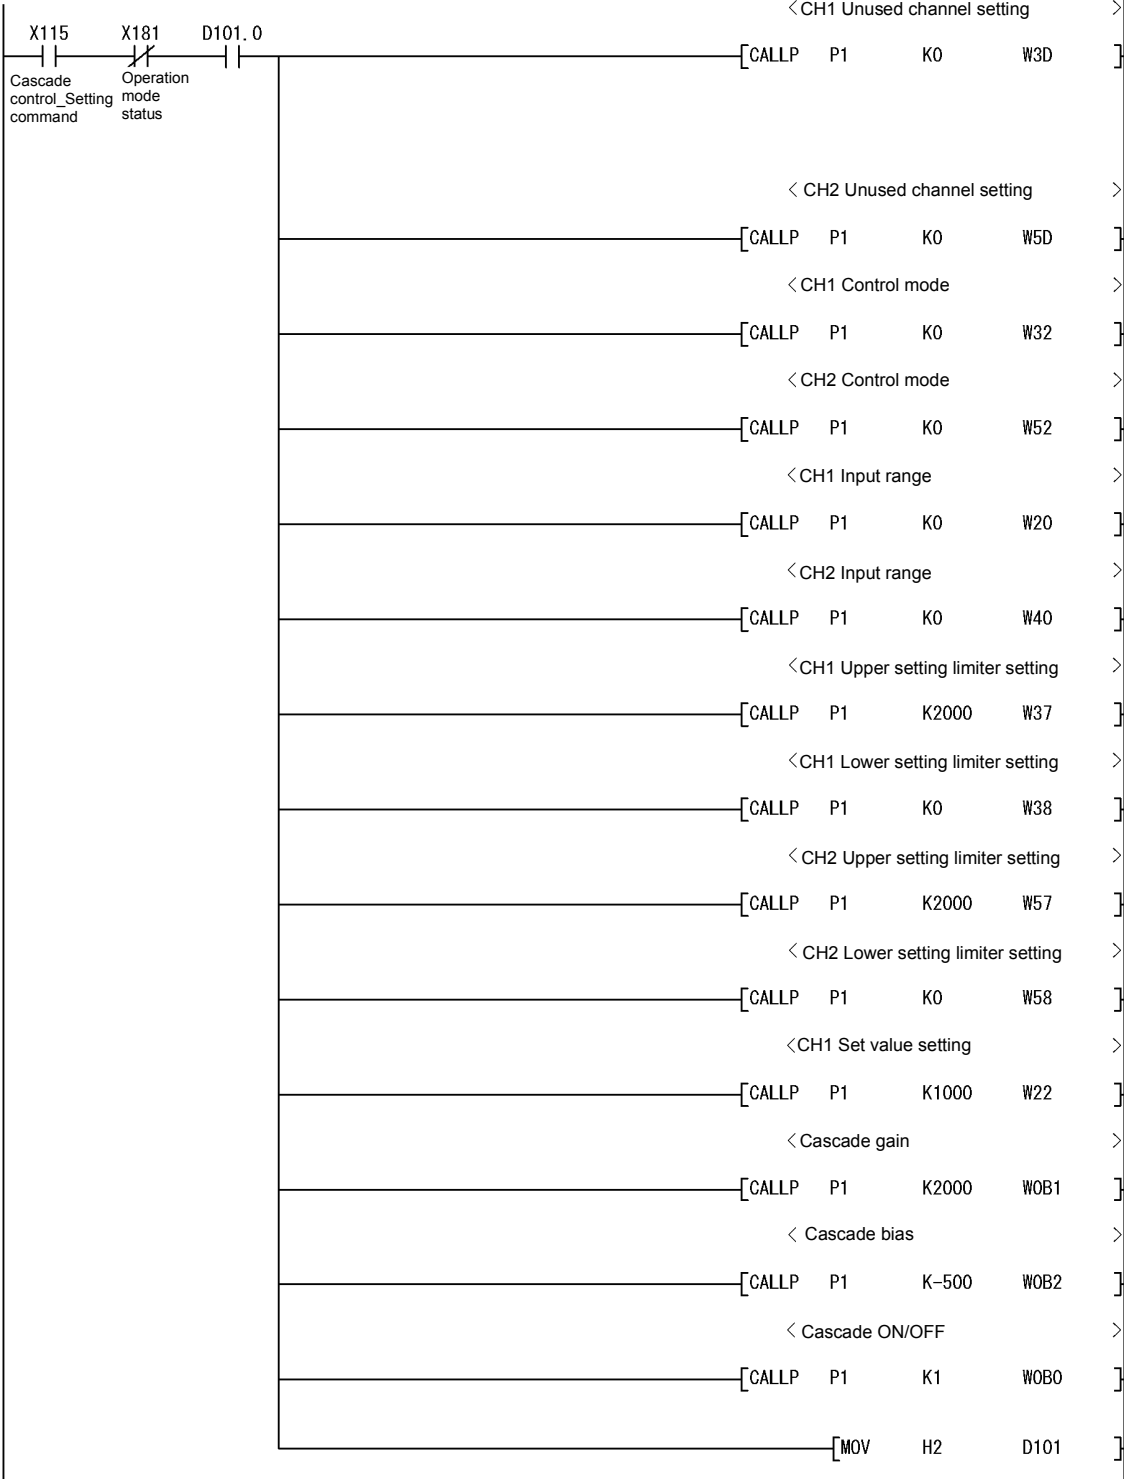 <CH1 Unused channel setting >
X115 X181 D101.0
[CALLP P1 K0 W3D ]
Cascade control_Setting command
Operation mode status
< CH2 Unused channel setting >
[CALLP P1 K0 W5D ]
<CH1 Control mode >
[CALLP P1 K0 W32 ]
<CH2 Control mode >
[CALLP P1 K0 W52 ]
<CH1 Input range >
[CALLP P1 K0 W20 ]
<CH2 Input range >
[CALLP P1 K0 W40 ]
<CH1 Upper setting limiter setting >
[CALLP P1 K2000 W37 ]
<CH1 Lower setting limiter setting >
[CALLP P1 K0 W38 ]
< CH2 Upper setting limiter setting >
[CALLP P1 K2000 W57 ]
< CH2 Lower setting limiter setting >
[CALLP P1 K0 W58 ]
<CH1 Set value setting >
[CALLP P1 K1000 W22 ]
<Cascade gain >
[CALLP P1 K2000 W0B1 ]
< Cascade bias >
[CALLP P1 K-500 W0B2 ]
< Cascade ON/OFF >
[CALLP P1 K1 W0B0 ]
[MOV H2 D101 ]